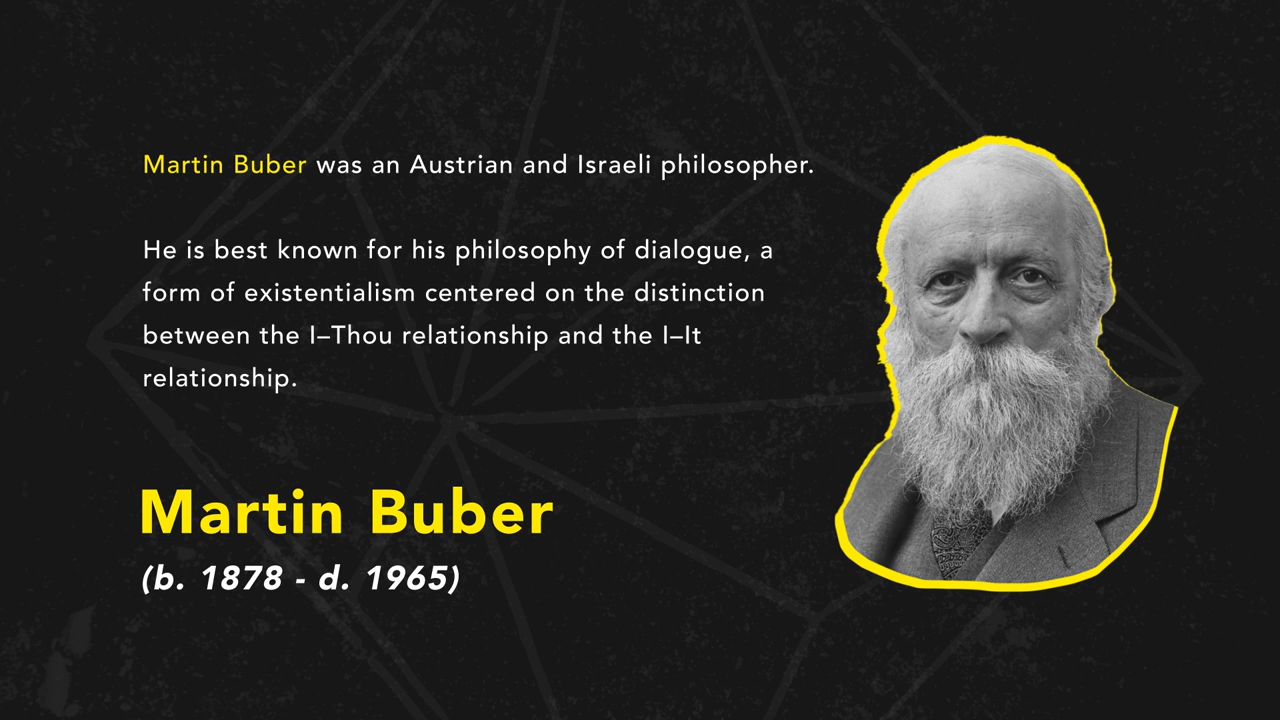 Martin Buber was an Austrian and Israeli philosopher.
He is best known for his philosophy of dialogue, a
form of existentialism centered on the distinction
between the I–Thou relationship and the I–It
relationship.
Martin Buber
(b. 1878 - d. 1965)